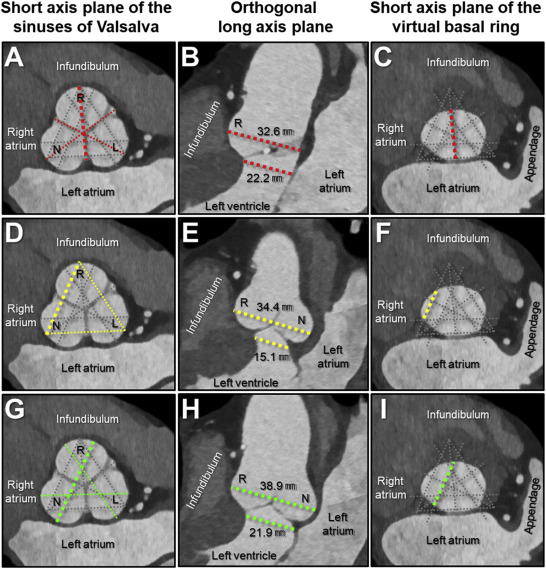 Short axis plane of the
sinuses of Valsalva
Orthogonal
long axis plane
Short axis plane of the
virtual basal ring
A
Infundibulum
R
Right
atrium
N
L
Left atrium
B
Infundibulum
R
32.6 mm
22.2 mm
Left
atrium
Left ventricle
C
Infundibulum
Right
atrium
Appendage
Left atrium
D
Infundibulum
R
Right
atrium
N
L
Left atrium
E
Infundibulum
R
34.4 mm
N
15.1 mm
Left
atrium
Left ventricle
F
Infundibulum
Right
atrium
Appendage
Left atrium
G
Infundibulum
R
Right
atrium
N
L
Left atrium
H
Infundibulum
R
38.9 mm
N
21.9 mm
Left
atrium
Left ventricle
I
Infundibulum
Right
atrium
Appendage
Left atrium